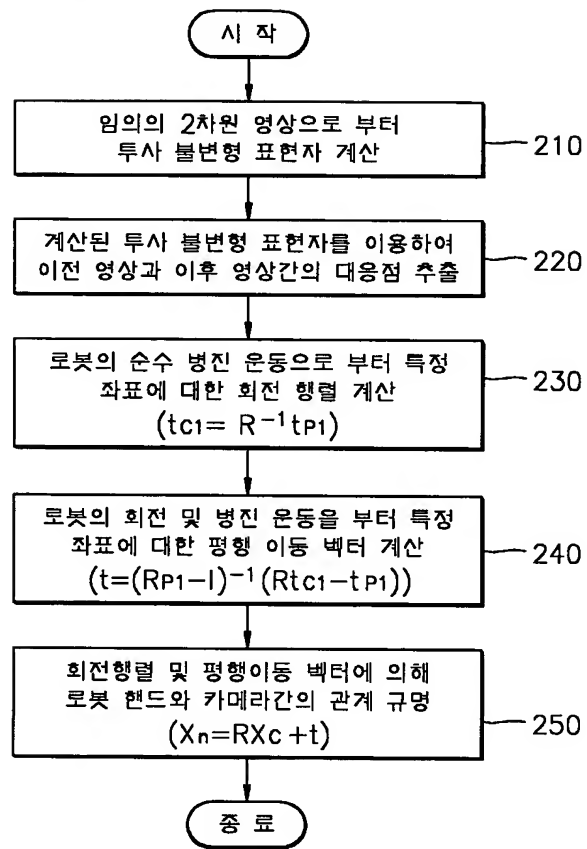 시 작
임의의 2차원 영상으로 부터
투사 불변형 표현자 계산
210
계산된 투사 불변형 표현자를 이용하여
이전 영상과 이후 영상간의 대응점 추출
220
로봇의 순수 병진 운동으로 부터 특정
좌표에 대한 회전 행렬 계산
(tC1= R⁻¹tP1)
230
로봇의 회전 및 병진 운동을 부터 특정
좌표에 대한 평행 이동 벡터 계산
(t=(RP1-I)⁻¹(RtC1-tP1))
240
회전행렬 및 평행이동 벡터에 의해
로봇 핸드와 카메라간의 관계 규명
(Xn=RXc+t)
250
종 료